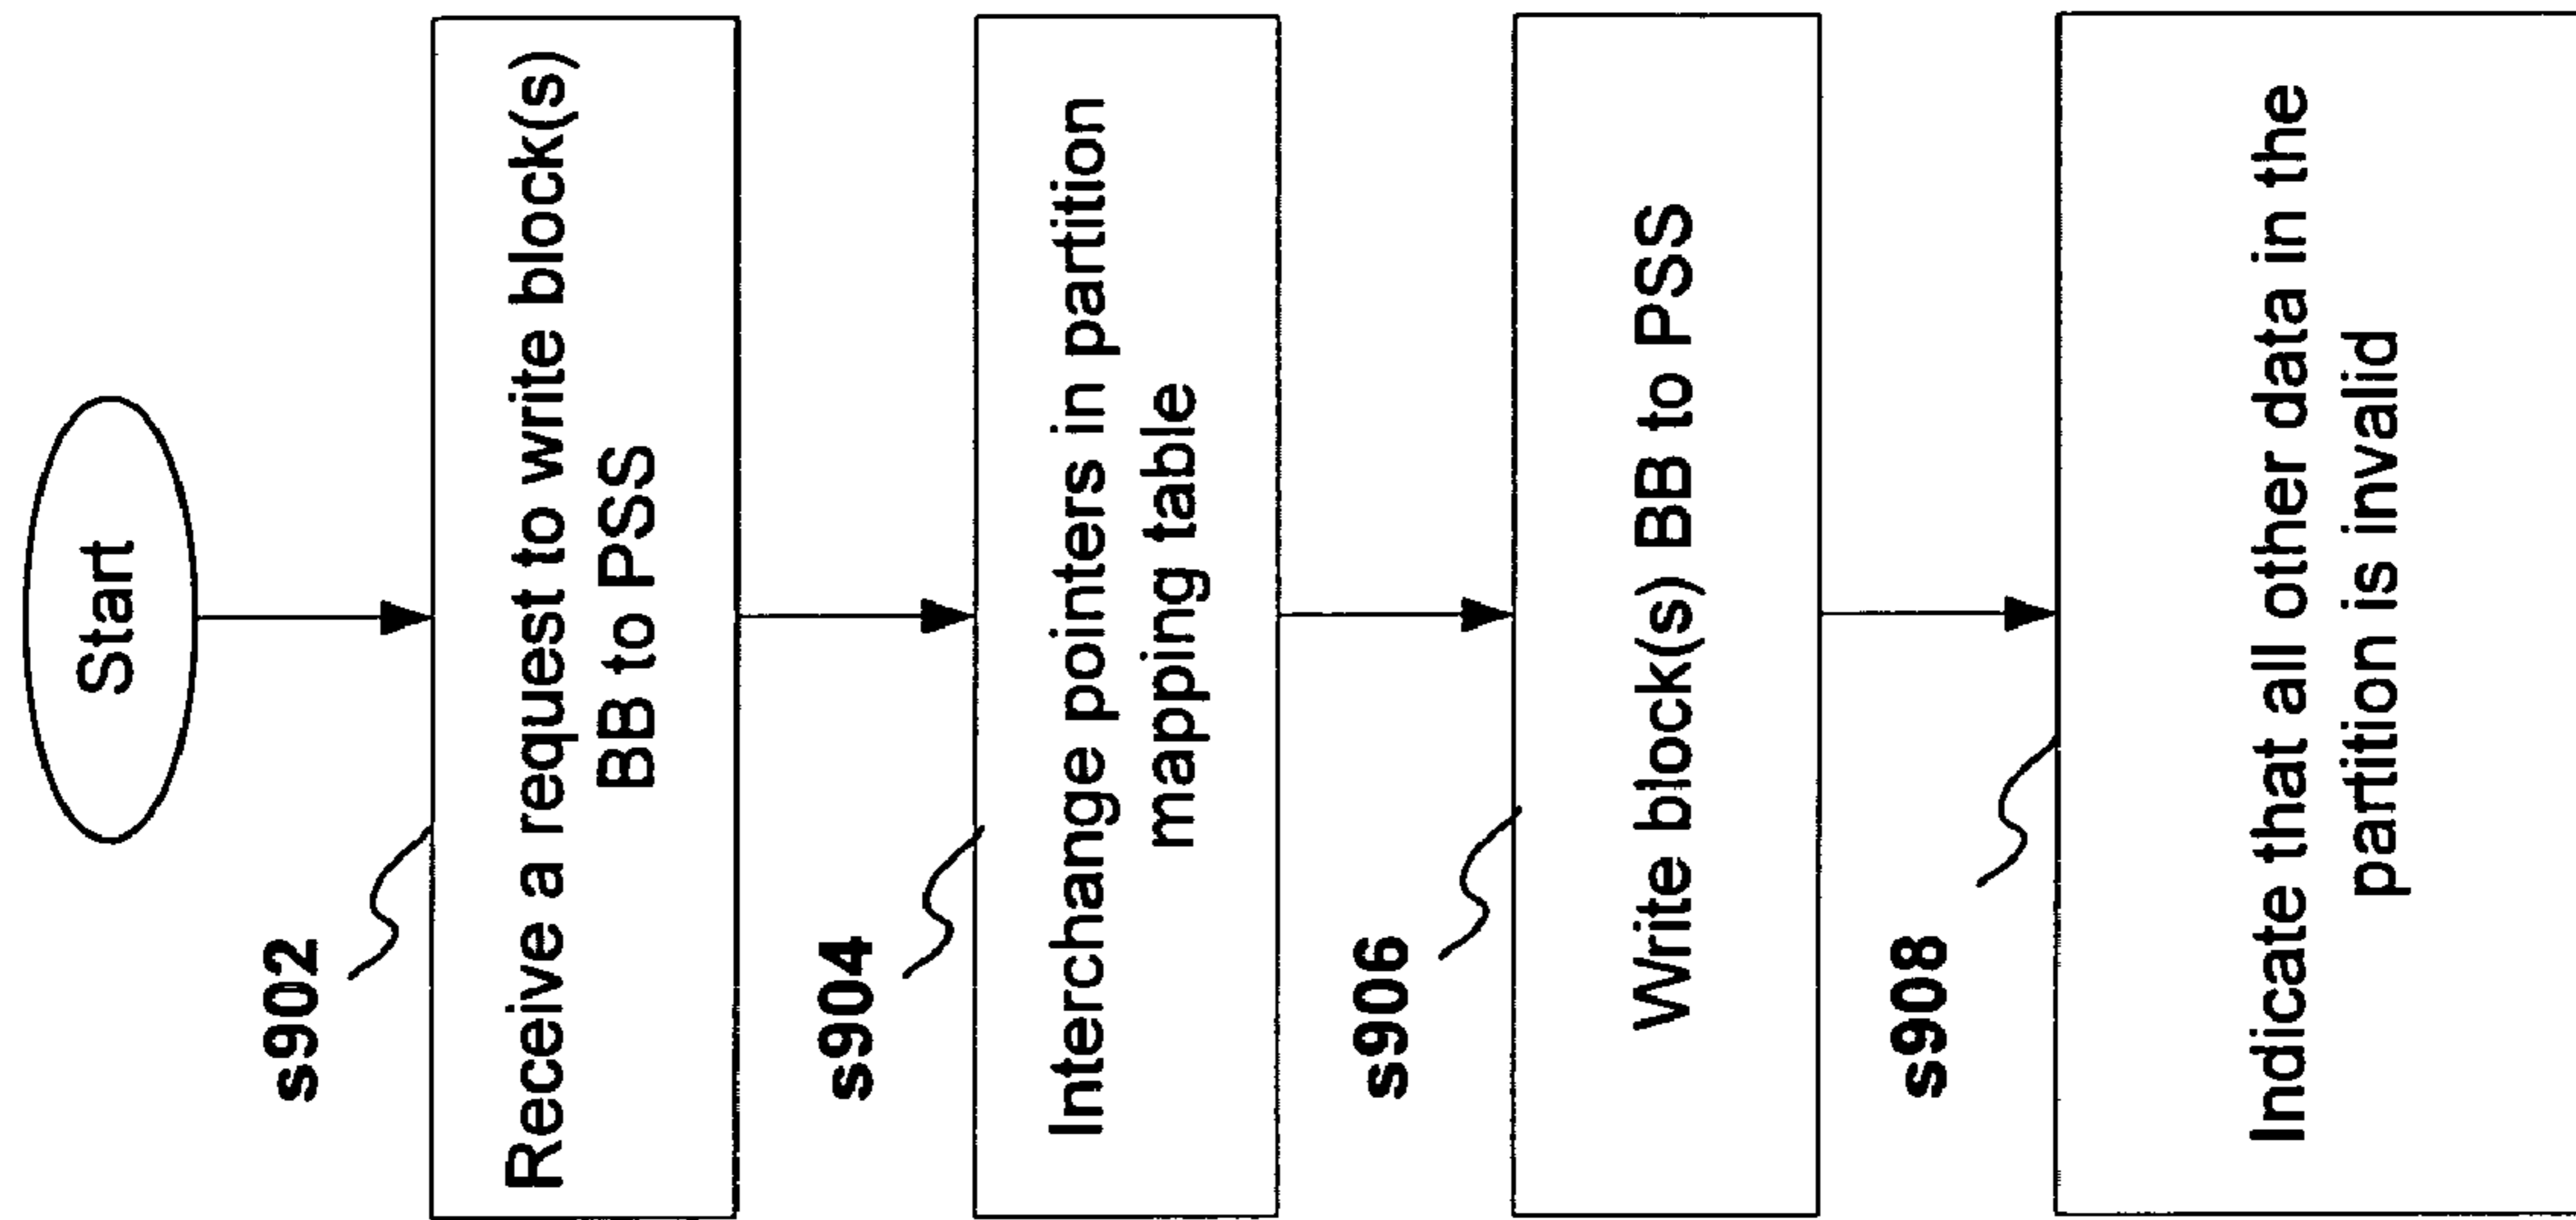 Start
s902
Receive a request to write block(s)
BB to PSS
s904
Interchange pointers in partition
mapping table
s906
Write block(s) BB to PSS
s908
Indicate that all other data in the
partition is invalid